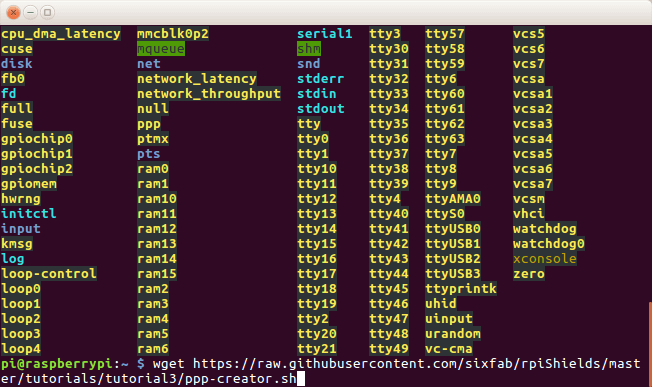 cpu_dma_latency mmcblk0p2 serial1 tty3 tty57 vcs5
cuse mqueue shm tty30 tty58 vcs6
disk net snd tty31 tty59 vcs7
fb0 network_latency stderr tty32 tty6 vcsa
fd network_throughput stdin tty33 tty60 vcsa1
full null stdout tty34 tty61 vcsa2
fuse ppp tty tty35 tty62 vcsa3
gpiochip0 ptmx tty0 tty36 tty63 vcsa4
gpiochip1 pts tty1 tty37 tty7 vcsa5
gpiochip2 ram0 tty10 tty38 tty8 vcsa6
gpiomem ram1 tty11 tty39 tty9 vcsa7
hwrng ram10 tty12 tty4 ttyAMA0 vcsm
initctl ram11 tty13 tty40 ttyS0 vhci
input ram12 tty14 tty41 ttyUSB0 watchdog
kmsg ram13 tty15 tty42 ttyUSB1 watchdog0
log ram14 tty16 tty43 ttyUSB2 xconsole
loop-control ram15 tty17 tty44 ttyUSB3 zero
loop0 ram2 tty18 tty45 ttyprintk
loop1 ram3 tty19 tty46 uhid
loop2 ram4 tty2 tty47 uinput
loop3 ram5 tty20 tty48 urandom
loop4 ram6 tty21 tty49 vc-cma
pi@raspberrypi:~ $ wget https://raw.githubusercontent.com/sixfab/rpiShields/mast
er/tutorials/tutorial3/ppp-creator.sh